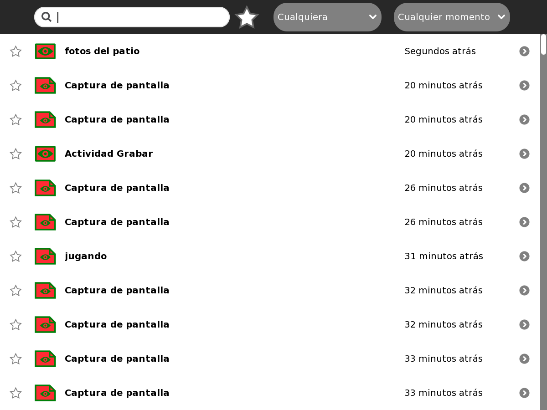 Cualquiera Cualquier momento
fotos del patio Segundos atrás
Captura de pantalla 20 minutos atrás
Captura de pantalla 20 minutos atrás
Actividad Grabar 20 minutos atrás
Captura de pantalla 26 minutos atrás
Captura de pantalla 26 minutos atrás
jugando 31 minutos atrás
Captura de pantalla 32 minutos atrás
Captura de pantalla 32 minutos atrás
Captura de pantalla 33 minutos atrás
Captura de pantalla 33 minutos atrás